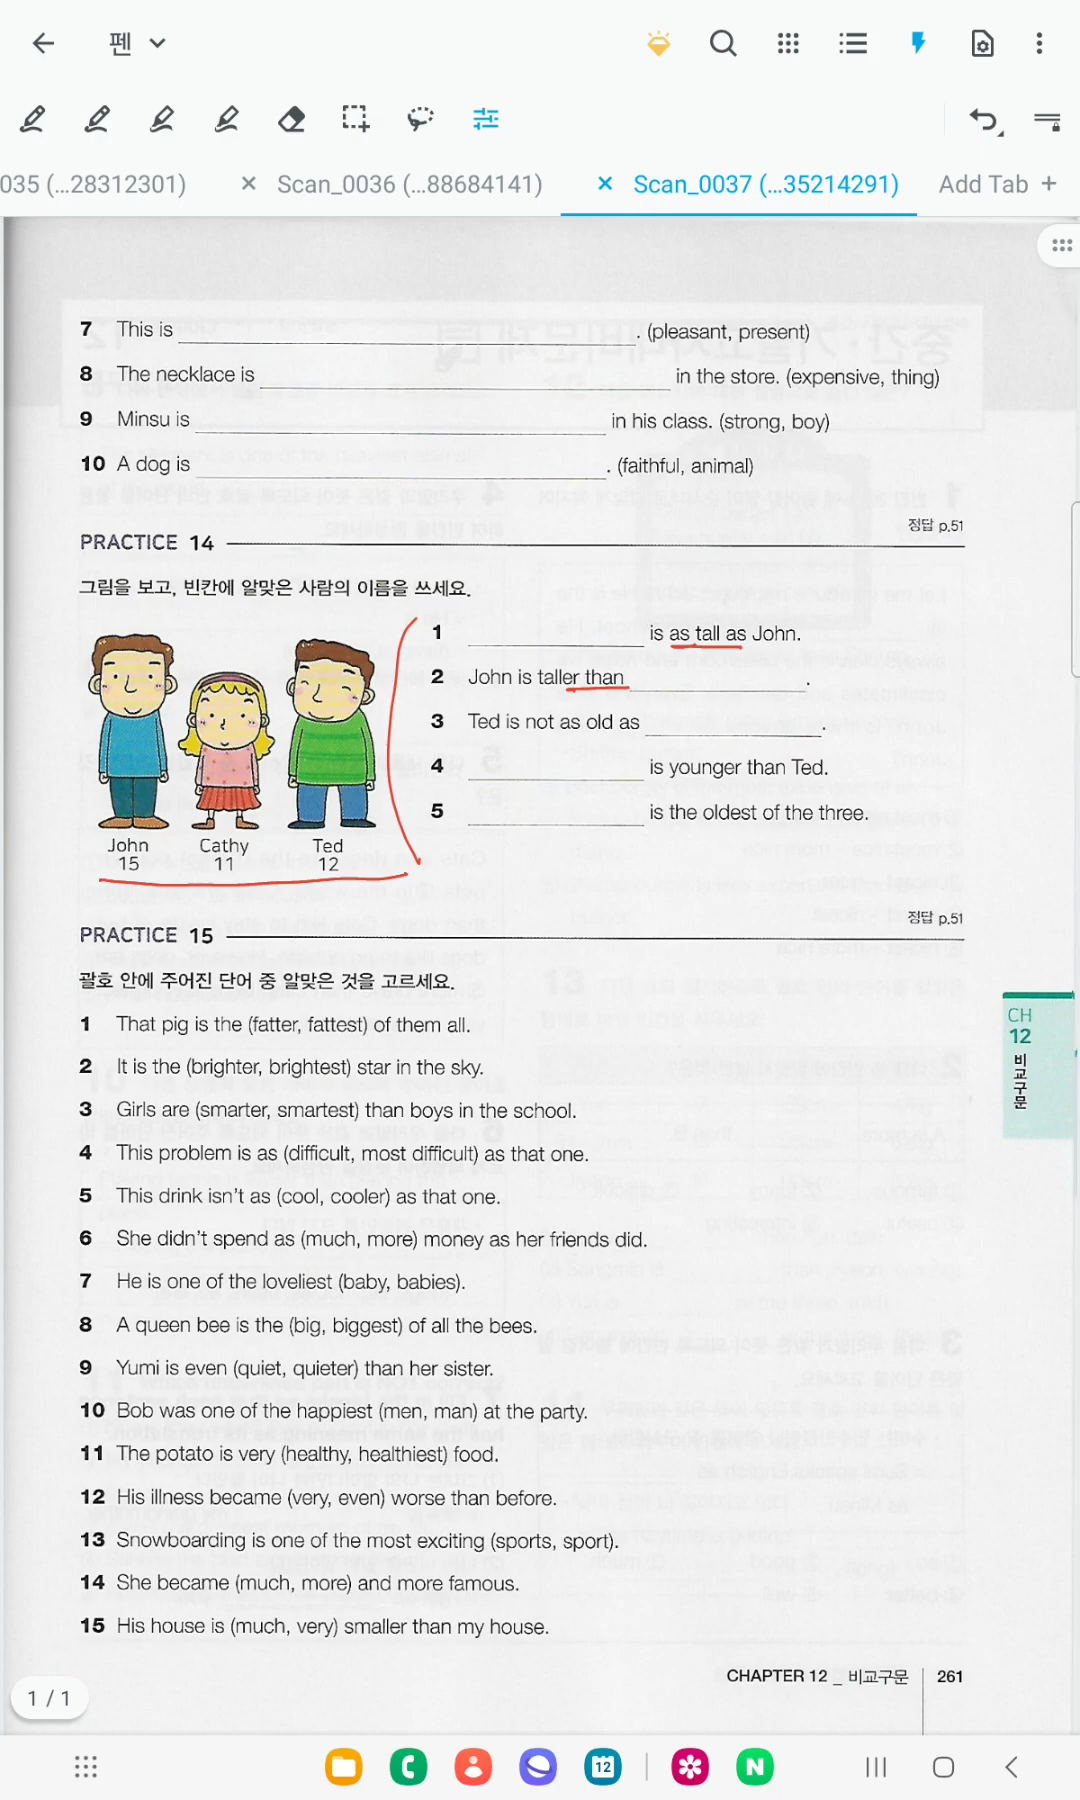 펜
035 (...28312301)
× Scan_0036 (...88684141)
× Scan_0037 (...35214291)
Add Tab +
7 This is ______. (pleasant, present)
8 The necklace is ______ in the store. (expensive, thing)
9 Minsu is ______ in his class. (strong, boy)
10 A dog is ______. (faithful, animal)
정답 p.51
PRACTICE 14
그림을 보고, 빈칸에 알맞은 사람의 이름을 쓰세요.
John 15
Cathy 11
Ted 12
1 ______ is as tall as John.
2 John is taller than ______.
3 Ted is not as old as ______.
4 ______ is younger than Ted.
5 ______ is the oldest of the three.
정답 p.51
PRACTICE 15
괄호 안에 주어진 단어 중 알맞은 것을 고르세요.
1 That pig is the (fatter, fattest) of them all.
2 It is the (brighter, brightest) star in the sky.
3 Girls are (smarter, smartest) than boys in the school.
4 This problem is as (difficult, most difficult) as that one.
5 This drink isn't as (cool, cooler) as that one.
6 She didn't spend as (much, more) money as her friends did.
7 He is one of the loveliest (baby, babies).
8 A queen bee is the (big, biggest) of all the bees.
9 Yumi is even (quiet, quieter) than her sister.
10 Bob was one of the happiest (men, man) at the party.
11 The potato is very (healthy, healthiest) food.
12 His illness became (very, even) worse than before.
13 Snowboarding is one of the most exciting (sports, sport).
14 She became (much, more) and more famous.
15 His house is (much, very) smaller than my house.
CH
12
비교구문
CHAPTER 12 _ 비교구문 261
1 / 1
12
N